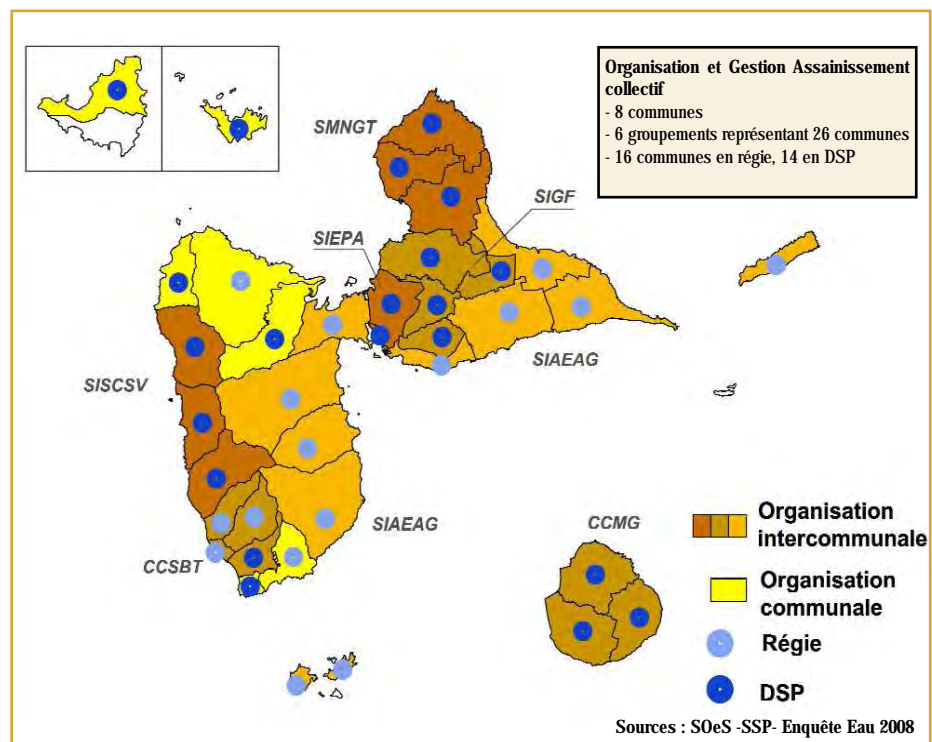 Organisation et Gestion Assainissement
collectif
- 8 communes
- 6 groupements représentant 26 communes
- 16 communes en régie, 14 en DSP
SMNGT
SIGF
SIEPA
SISCSV
SIAEAG
SIAEAG
CCSBT
CCMG
Organisation
intercommunale
Organisation
communale
Régie
DSP
Sources : SOeS -SSP- Enquête Eau 2008